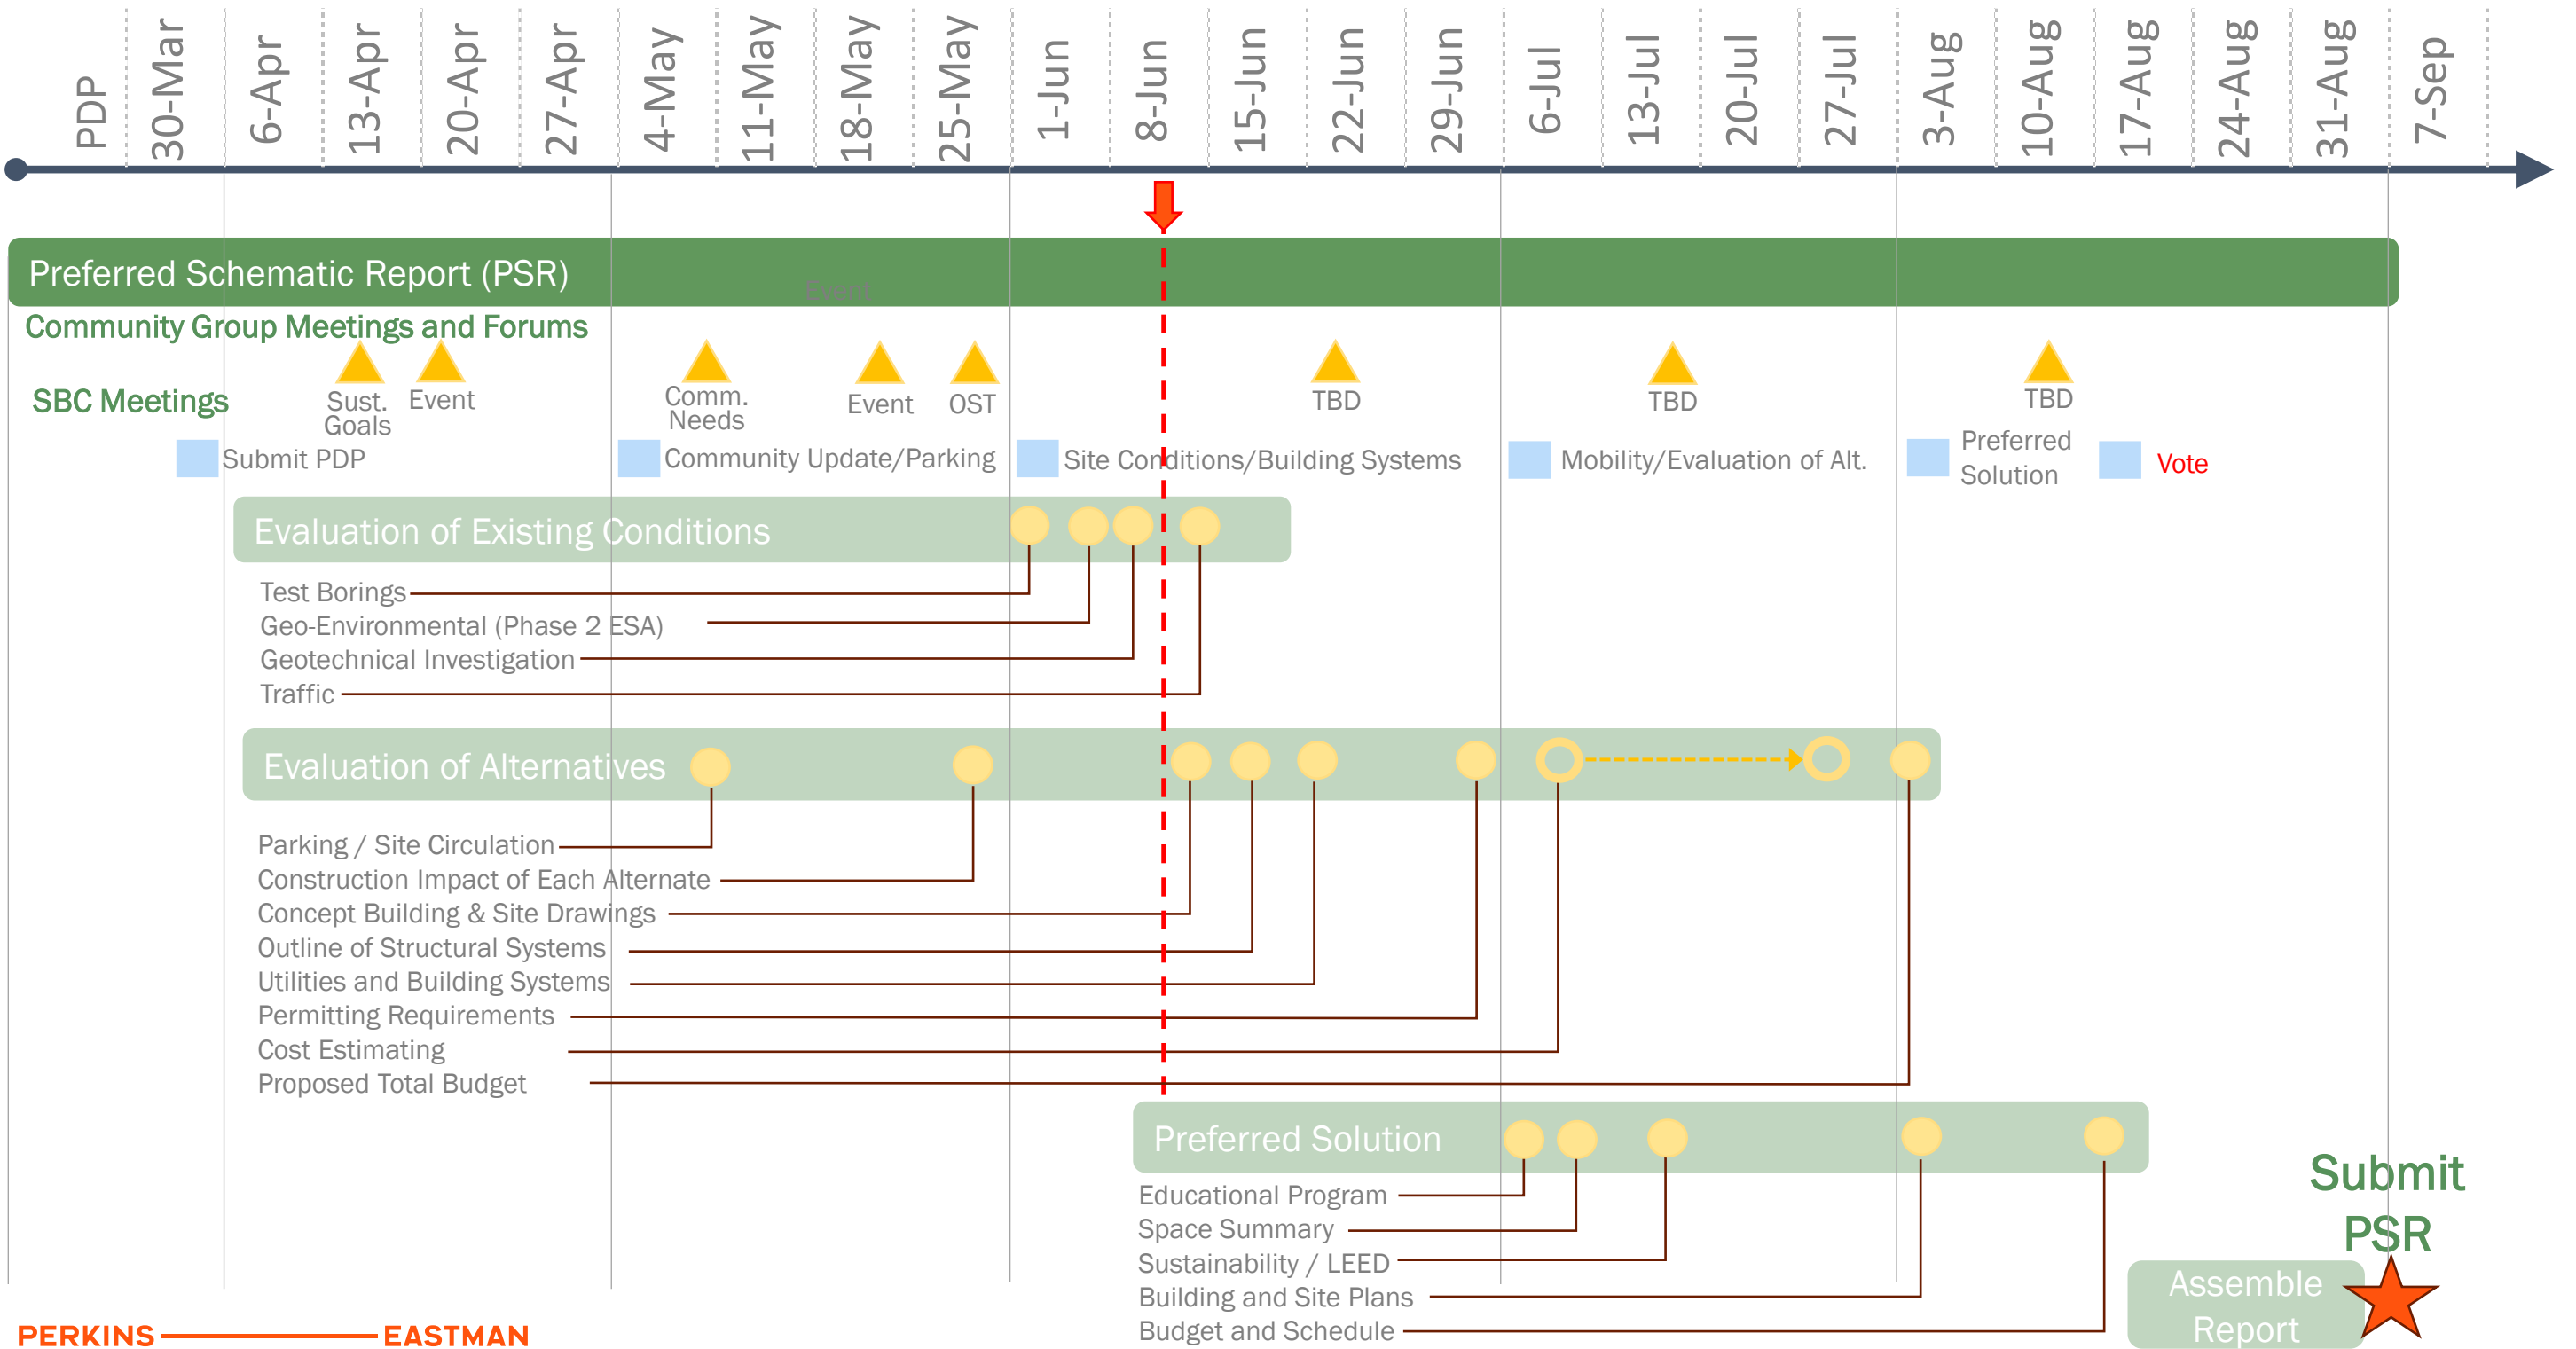 PDP
30-Mar
6-Apr
13-Apr
20-Apr
27-Apr
4-May
11-May
18-May
25-May
1-Jun
8-Jun
15-Jun
22-Jun
29-Jun
6-Jul
13-Jul
20-Jul
27-Jul
3-Aug
10-Aug
17-Aug
24-Aug
31-Aug
7-Sep
Preferred Schematic Report (PSR)
Event
Community Group Meetings and Forums
Sust.
Goals
Event
Comm.
Needs
Event
OST
TBD
TBD
TBD
SBC Meetings
Submit PDP
Community Update/Parking
Site Conditions/Building Systems
Mobility/Evaluation of Alt.
Preferred
Solution
Vote
Evaluation of Existing Conditions
Test Borings
Geo-Environmental (Phase 2 ESA)
Geotechnical Investigation
Traffic
Evaluation of Alternatives
Parking / Site Circulation
Construction Impact of Each Alternate
Concept Building & Site Drawings
Outline of Structural Systems
Utilities and Building Systems
Permitting Requirements
Cost Estimating
Proposed Total Budget
Preferred Solution
Educational Program
Space Summary
Sustainability / LEED
Building and Site Plans
Budget and Schedule
Submit
PSR
Assemble
Report
PERKINS EASTMAN